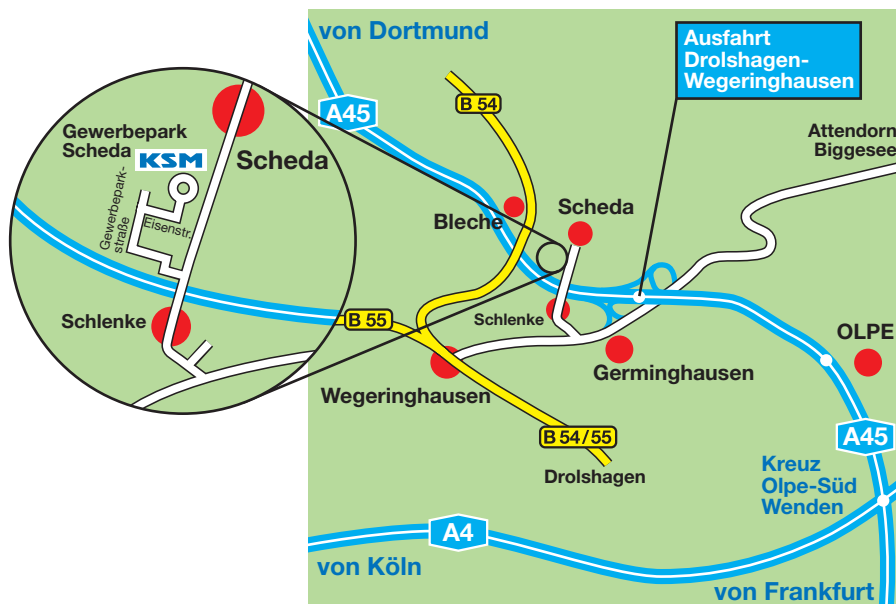 von Dortmund
A45
B 54
Ausfahrt
Drolshagen-
Wegeringhausen
Attendorn
Biggesee
Gewerbepark
Scheda
KSM
Scheda
Gewerbepark-
straße
Eisenstr.
Schlenke
Bleche
Scheda
B 55
Schlenke
Wegeringhausen
Germinghausen
OLPE
B 54/55
Drolshagen
A45
Kreuz
Olpe-Süd
Wenden
A4
von Köln
von Frankfurt